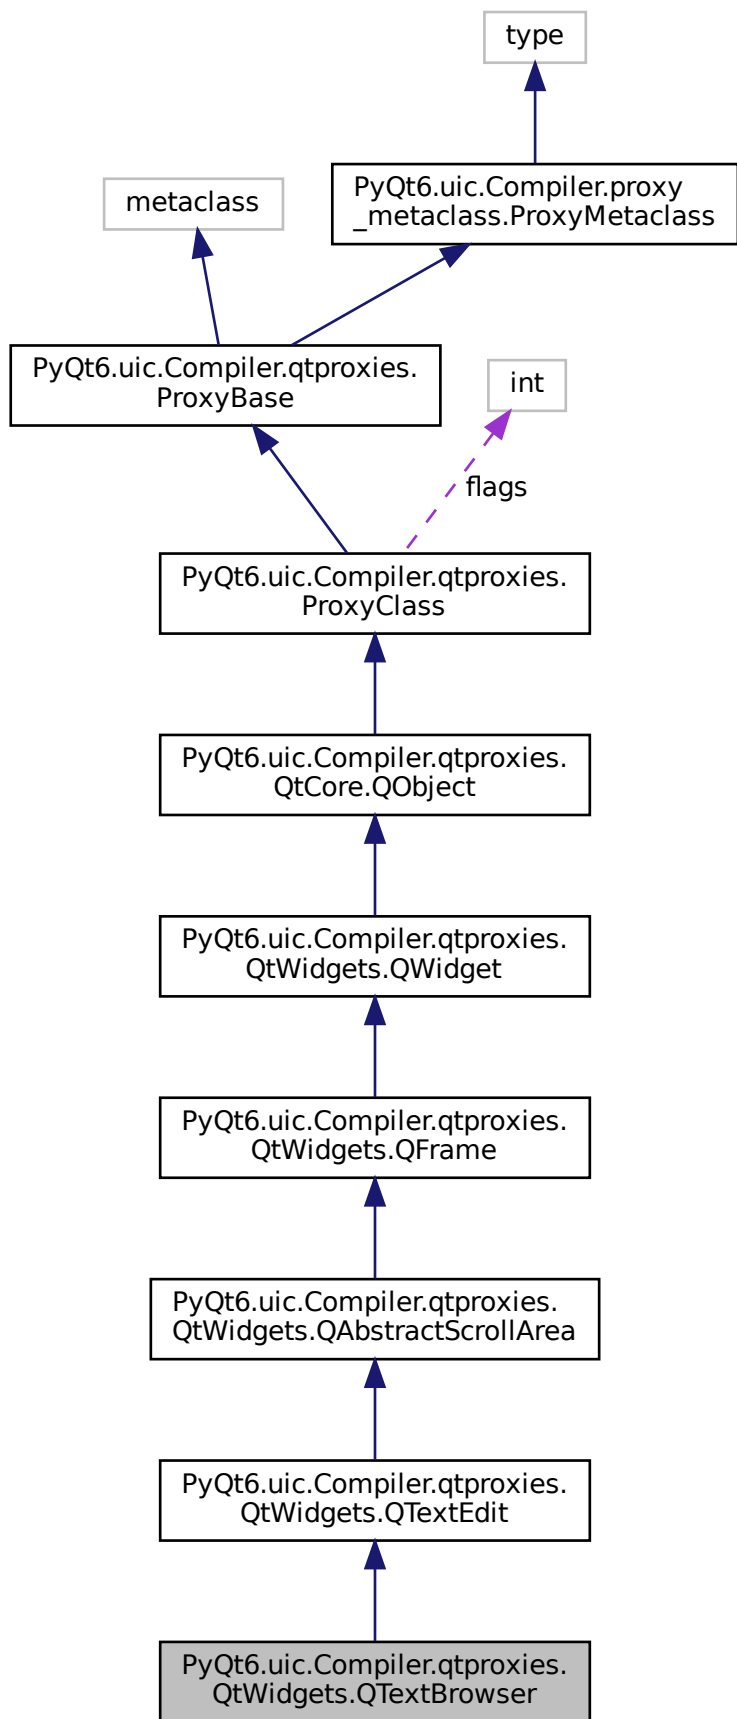 type
PyQt6.uic.Compiler.proxy
_metaclass.ProxyMetaclass
metaclass
PyQt6.uic.Compiler.qtproxies.
ProxyBase
int
flags
PyQt6.uic.Compiler.qtproxies.
ProxyClass
PyQt6.uic.Compiler.qtproxies.
QtCore.QObject
PyQt6.uic.Compiler.qtproxies.
QtWidgets.QWidget
PyQt6.uic.Compiler.qtproxies.
QtWidgets.QFrame
PyQt6.uic.Compiler.qtproxies.
QtWidgets.QAbstractScrollArea
PyQt6.uic.Compiler.qtproxies.
QtWidgets.QTextEdit
PyQt6.uic.Compiler.qtproxies.
QtWidgets.QTextBrowser